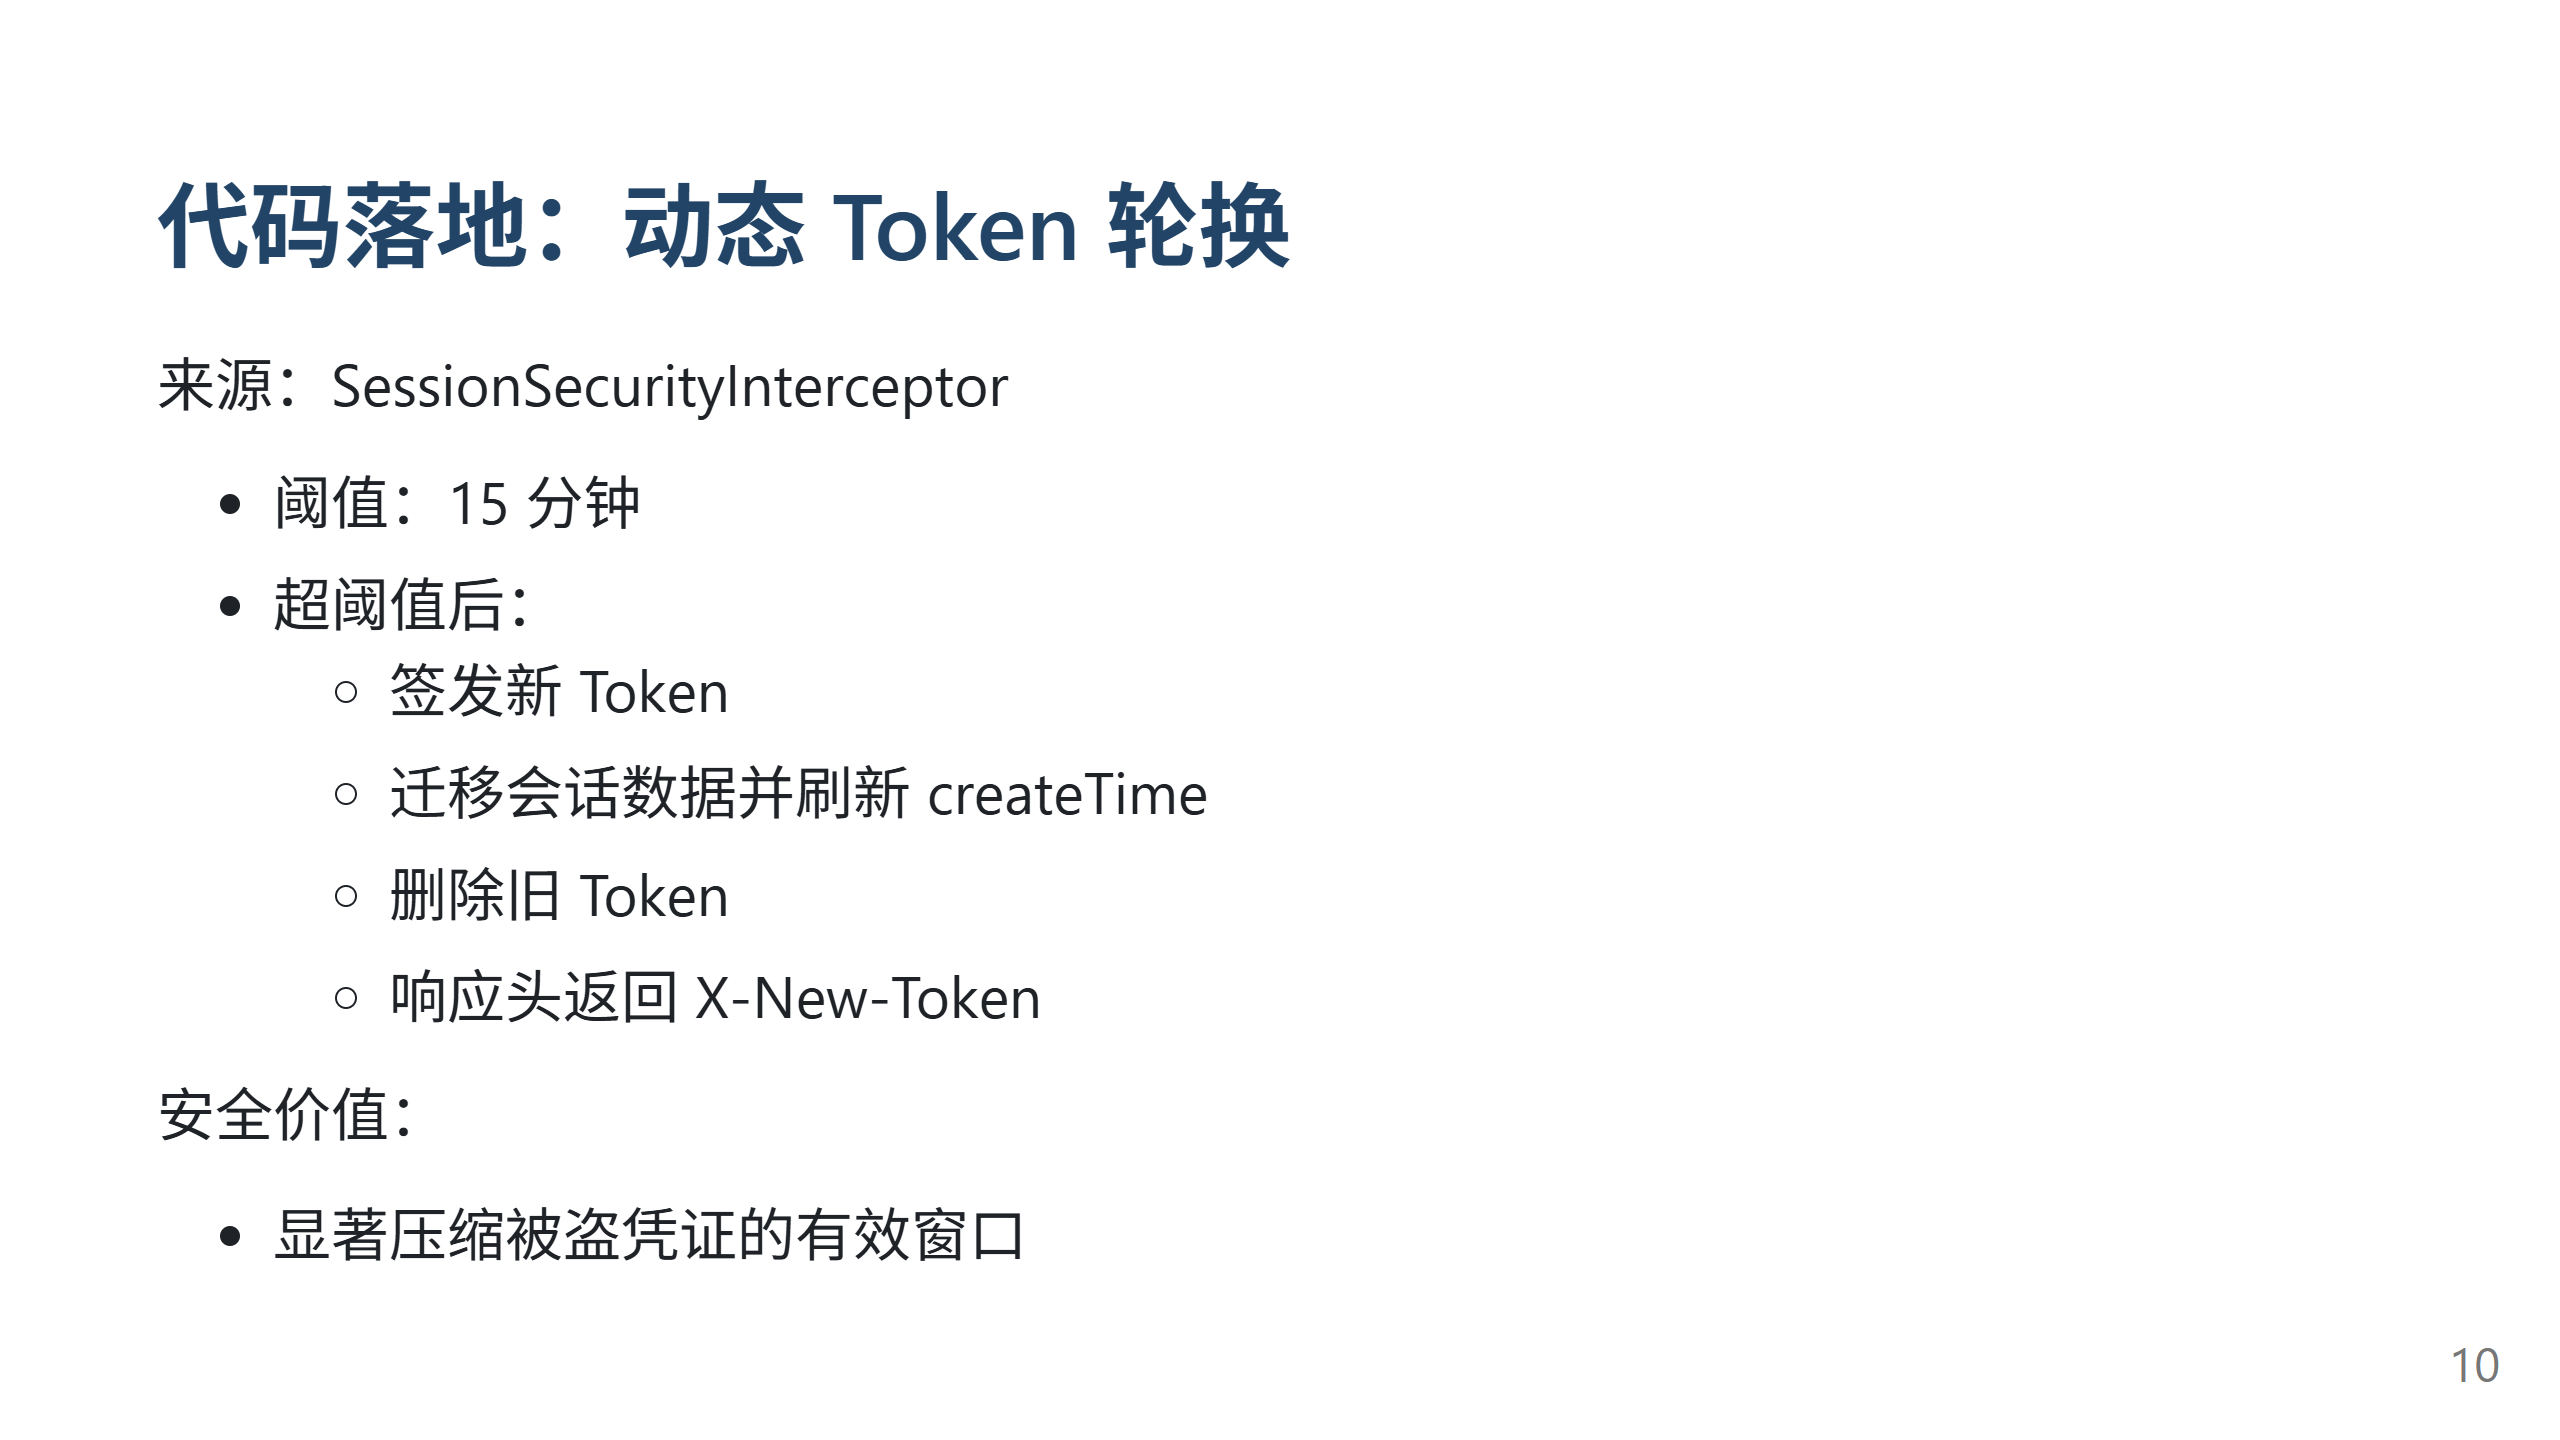 代码落地：动态 Token 轮换
来源：SessionSecurityInterceptor
• 阈值：15 分钟
• 超阈值后：
○ 签发新 Token
○ 迁移会话数据并刷新 createTime
○ 删除旧 Token
○ 响应头返回 X-New-Token
安全价值：
• 显著压缩被盗凭证的有效窗口
10